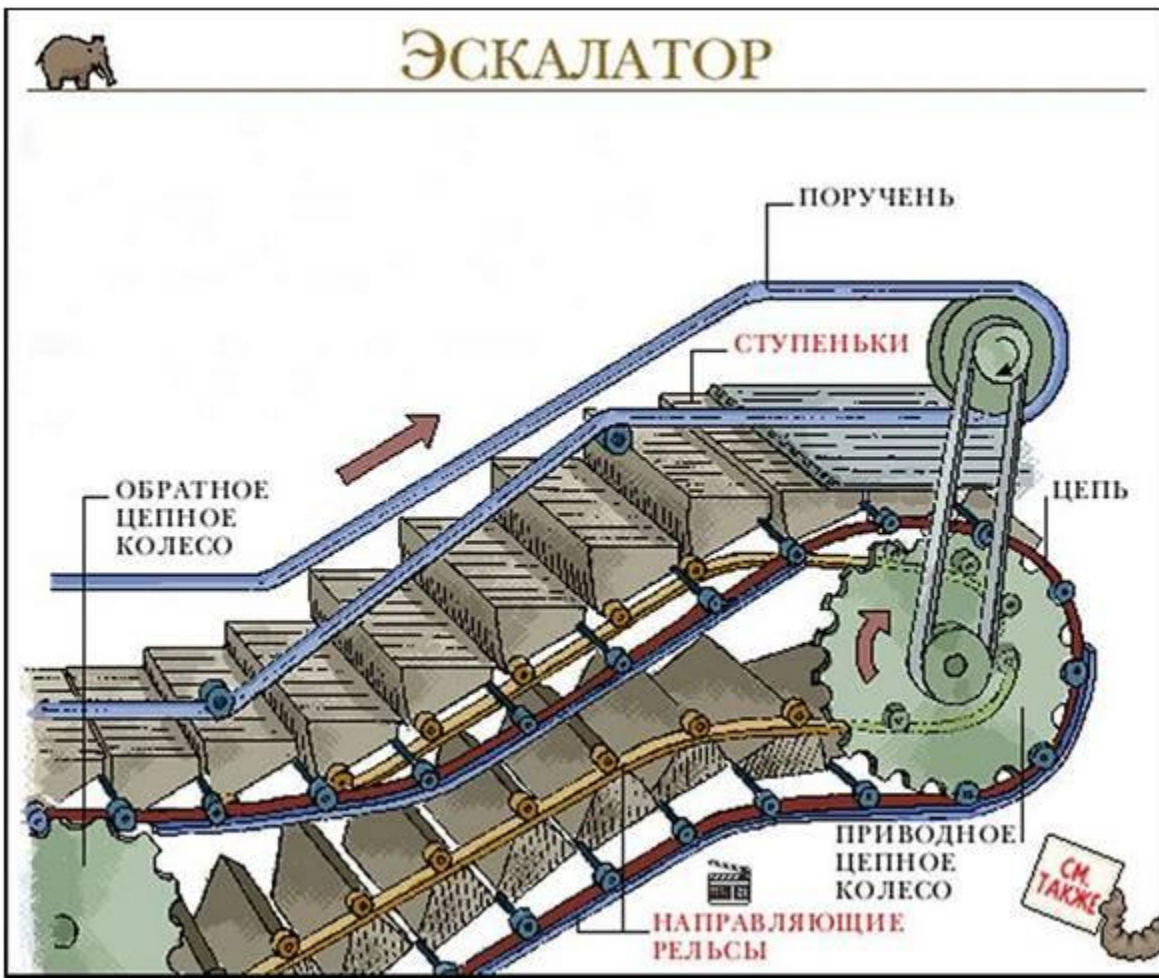 ЭСКАЛАТОР
ПОРУЧЕНЬ
СТУПЕНЬКИ
ОБРАТНОЕ
ЦЕПНОЕ
КОЛЕСО
ЦЕПЬ
ПРИВОДНОЕ
ЦЕПНОЕ
КОЛЕСО
СМ.
ТАКЖЕ
НАПРАВЛЯЮЩИЕ
РЕЛЬСЫ